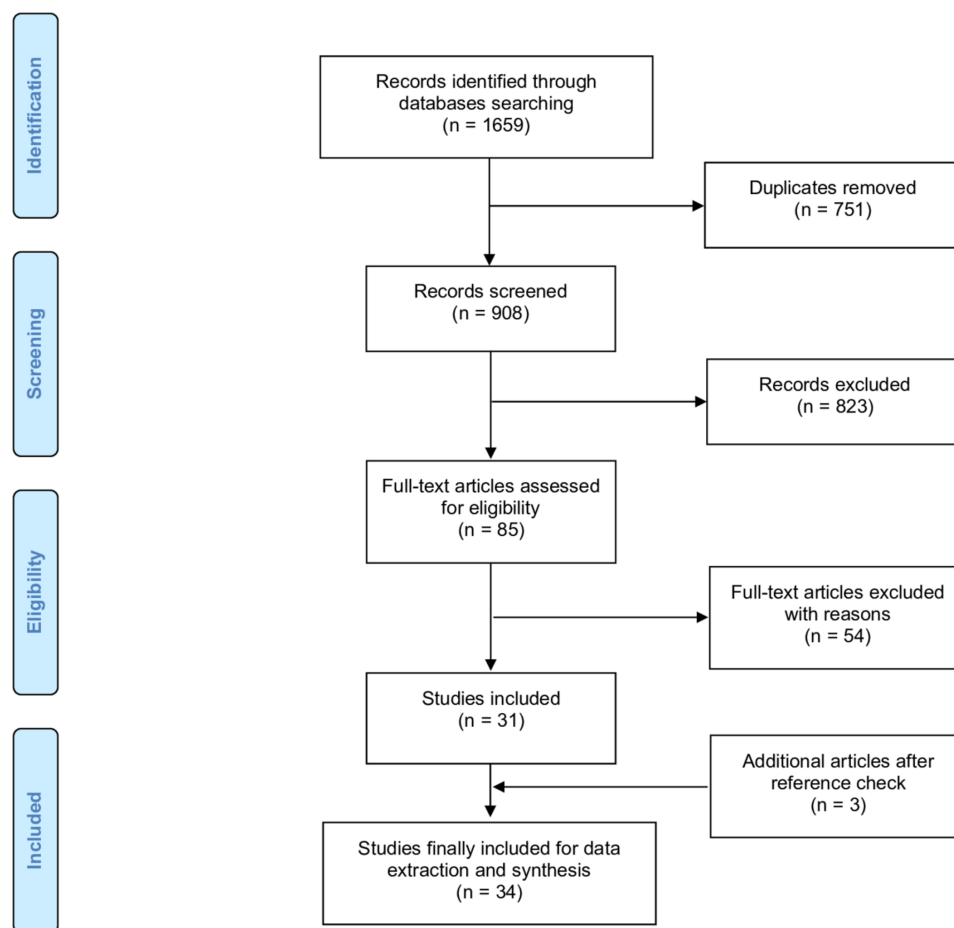 Identification
Records identified through
databases searching
(n = 1659)
Duplicates removed
(n = 751)
Screening
Records screened
(n = 908)
Records excluded
(n = 823)
Eligibility
Full-text articles assessed
for eligibility
(n = 85)
Full-text articles excluded
with reasons
(n = 54)
Studies included
(n = 31)
Included
Additional articles after
reference check
(n = 3)
Studies finally included for data
extraction and synthesis
(n = 34)